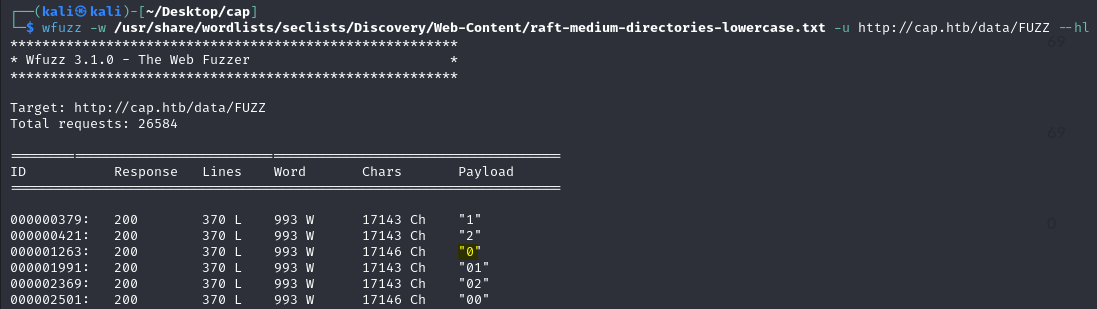 ┌──(kali㉿kali)-[~/Desktop/cap]
└─$ wfuzz -w /usr/share/wordlists/seclists/Discovery/Web-Content/raft-medium-directories-lowercase.txt -u http://cap.htb/data/FUZZ --hl
69
********************************************************
* Wfuzz 3.1.0 - The Web Fuzzer                         *
********************************************************
Target: http://cap.htb/data/FUZZ
Total requests: 26584
69
=====================================================================
ID           Response   Lines    Word       Chars       Payload
=====================================================================
000000379:   200        370 L    993 W      17143 Ch    "1"
000000421:   200        370 L    993 W      17143 Ch    "2"
0
000001263:   200        370 L    993 W      17146 Ch    "0"
000001991:   200        370 L    993 W      17143 Ch    "01"
000002369:   200        370 L    993 W      17143 Ch    "02"
000002501:   200        370 L    993 W      17146 Ch    "00"